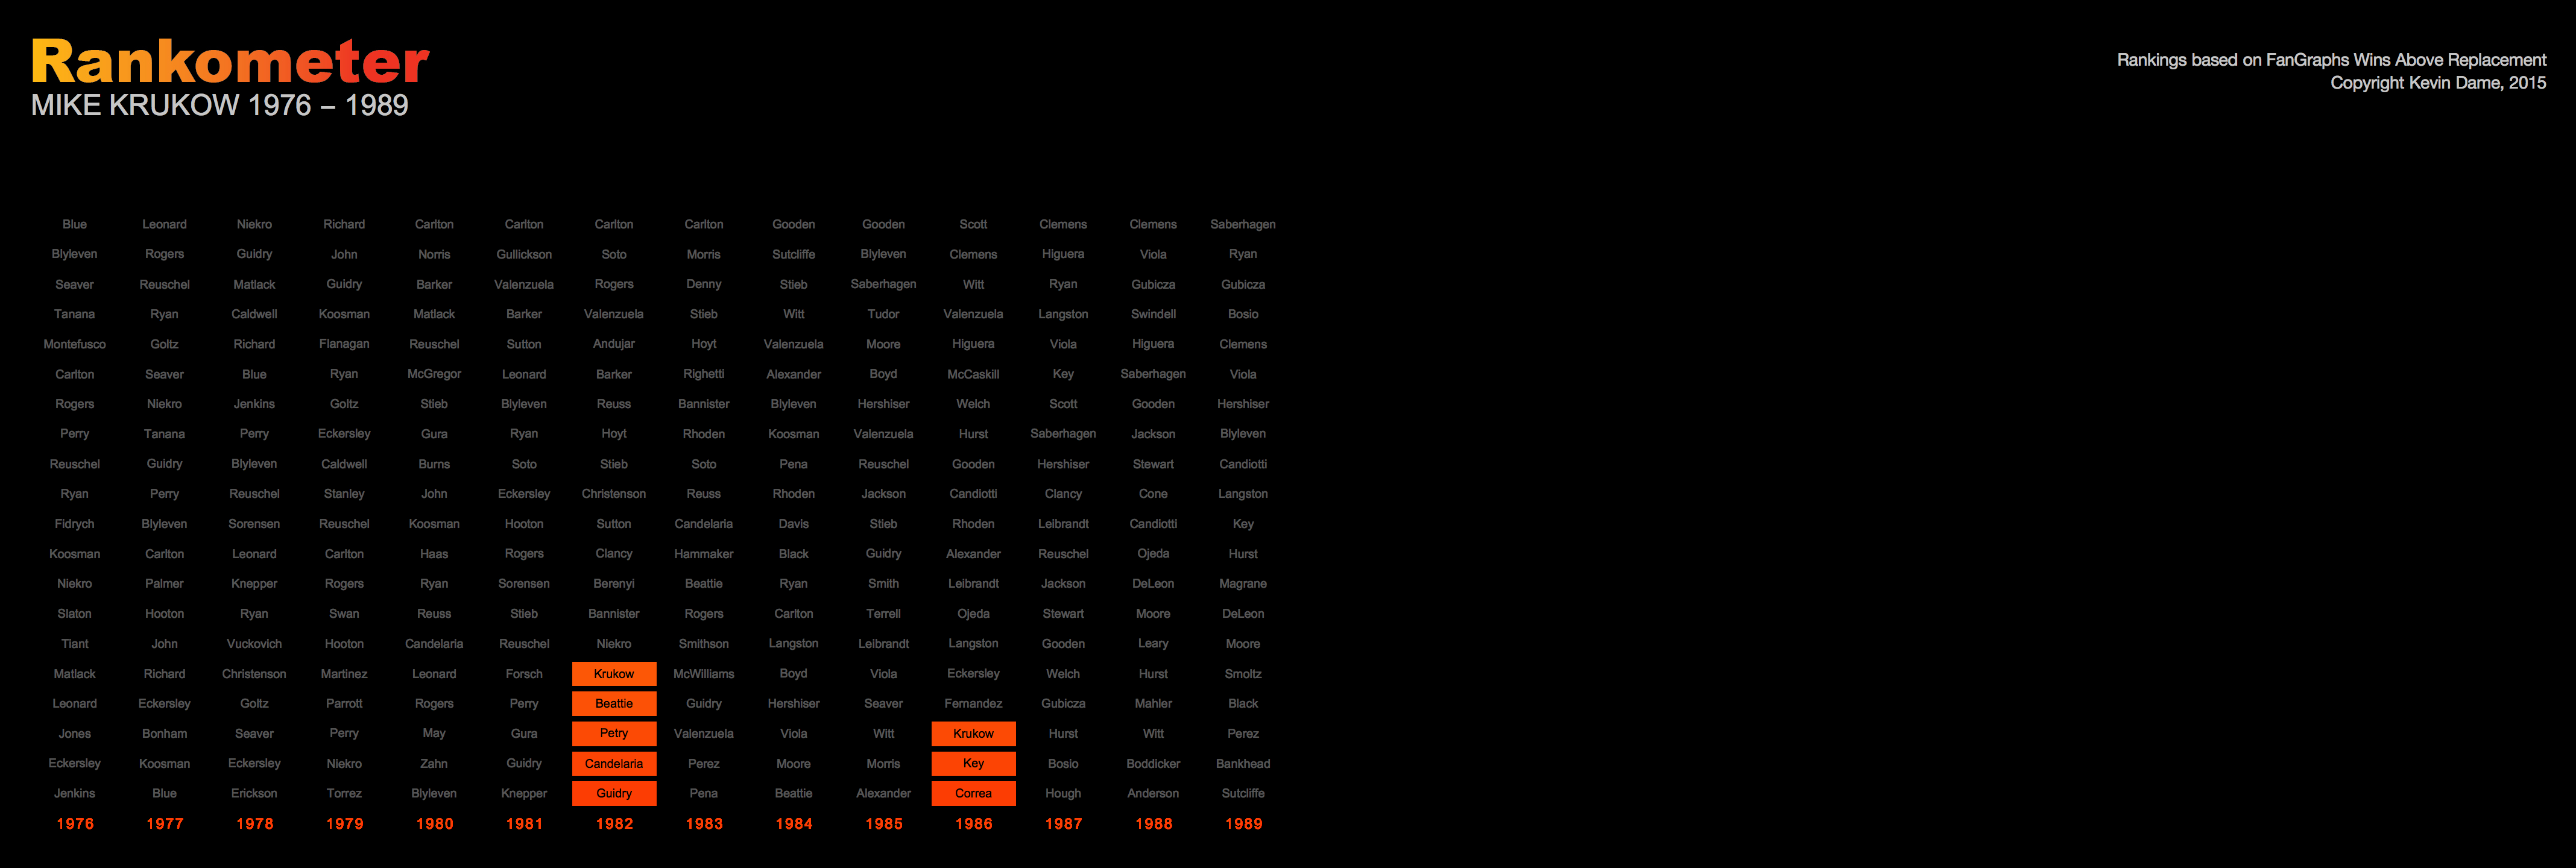 Rankometer
MIKE KRUKOW 1976 – 1989
Rankings based on FanGraphs Wins Above Replacement
Copyright Kevin Dame, 2015
Blue Leonard Niekro Richard Carlton Carlton Carlton Carlton Gooden Gooden Scott Clemens Clemens Saberhagen
Blyleven Rogers Guidry John Norris Gullickson Soto Morris Sutcliffe Blyleven Clemens Higuera Viola Ryan
Seaver Reuschel Matlack Guidry Barker Valenzuela Rogers Denny Stieb Saberhagen Witt Ryan Gubicza Gubicza
Tanana Ryan Caldwell Koosman Matlack Barker Valenzuela Stieb Witt Tudor Valenzuela Langston Swindell Bosio
Montefusco Goltz Richard Flanagan Reuschel Sutton Andujar Hoyt Valenzuela Moore Higuera Viola Higuera Clemens
Carlton Seaver Blue Ryan McGregor Leonard Barker Righetti Alexander Boyd McCaskill Key Saberhagen Viola
Rogers Niekro Jenkins Goltz Stieb Blyleven Reuss Bannister Blyleven Hershiser Welch Scott Gooden Hershiser
Perry Tanana Perry Eckersley Gura Ryan Hoyt Rhoden Koosman Valenzuela Hurst Saberhagen Jackson Blyleven
Reuschel Guidry Blyleven Caldwell Burns Soto Stieb Soto Pena Reuschel Gooden Hershiser Stewart Candiotti
Ryan Perry Reuschel Stanley John Eckersley Christenson Reuss Rhoden Jackson Candiotti Clancy Cone Langston
Fidrych Blyleven Sorensen Reuschel Koosman Hooton Sutton Candelaria Davis Stieb Rhoden Leibrandt Candiotti Key
Koosman Carlton Leonard Carlton Haas Rogers Clancy Hammaker Black Guidry Alexander Reuschel Ojeda Hurst
Niekro Palmer Knepper Rogers Ryan Sorensen Berenyi Beattie Ryan Smith Leibrandt Jackson DeLeon Magrane
Slaton Hooton Ryan Swan Reuss Stieb Bannister Rogers Carlton Terrell Ojeda Stewart Moore DeLeon
Tiant John Vuckovich Hooton Candelaria Reuschel Niekro Smithson Langston Leibrandt Langston Gooden Leary Moore
Matlack Richard Christenson Martinez Leonard Forsch Krukow McWilliams Boyd Viola Eckersley Welch Hurst Smoltz
Leonard Eckersley Goltz Parrott Rogers Perry Beattie Guidry Hershiser Seaver Fernandez Gubicza Mahler Black
Jones Bonham Seaver Perry May Gura Petry Valenzuela Viola Witt Krukow Hurst Witt Perez
Eckersley Koosman Eckersley Niekro Zahn Guidry Candelaria Perez Moore Morris Key Bosio Boddicker Bankhead
Jenkins Blue Erickson Torrez Blyleven Knepper Guidry Pena Beattie Alexander Correa Hough Anderson Sutcliffe
1976 1977 1978 1979 1980 1981 1982 1983 1984 1985 1986 1987 1988 1989